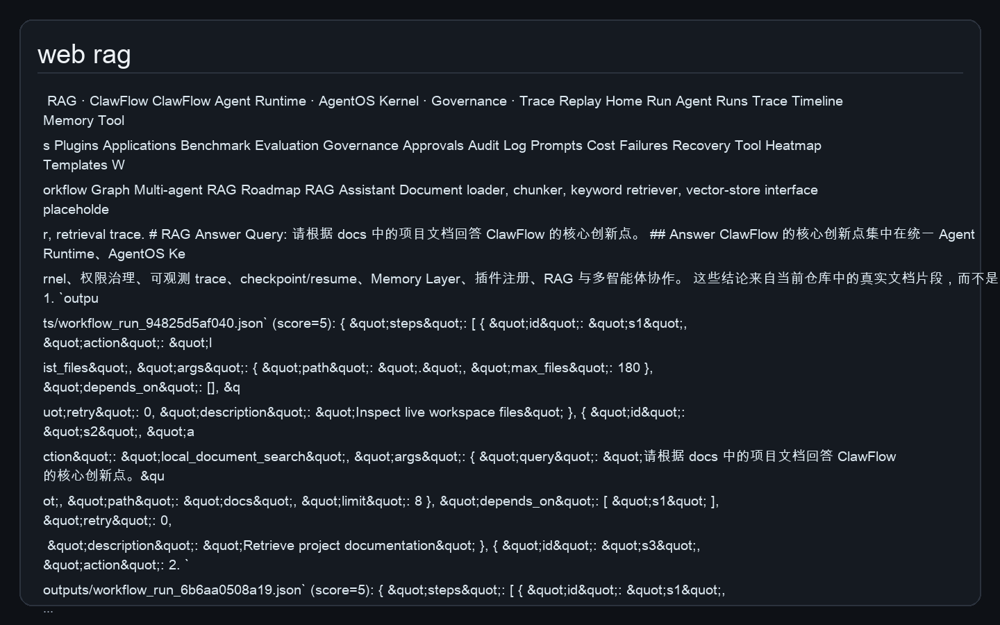 web rag
RAG · ClawFlow ClawFlow Agent Runtime · AgentOS Kernel · Governance · Trace Replay Home Run Agent Runs Trace Timeline
Memory Tool
s Plugins Applications Benchmark Evaluation Governance Approvals Audit Log Prompts Cost Failures Recovery Tool Heatmap
Templates W
orkflow Graph Multi-agent RAG Roadmap RAG Assistant Document loader, chunker, keyword retriever, vector-store interface
placeholde
r, retrieval trace. # RAG Answer Query: 请根据 docs 中的项目文档回答 ClawFlow 的核心创新点。 ## Answer ClawFlow 的核心创新点集中在统一 Agent
Runtime、AgentOS Ke
rnel、权限治理、可观测 trace、checkpoint/resume、Memory Layer、插件注册、RAG 与多智能体协作。 这些结论来自当前仓库中的真实文档片段，而不是
1. `outpu
ts/workflow_run_94825d5af040.json` (score=5): { &quot;steps&quot;: [ { &quot;id&quot;: &quot;s1&quot;,
&quot;action&quot;: &quot;l
ist_files&quot;, &quot;args&quot;: { &quot;path&quot;: &quot;.&quot;, &quot;max_files&quot;: 180 },
&quot;depends_on&quot;: [], &q
uot;retry&quot;: 0, &quot;description&quot;: &quot;Inspect live workspace files&quot; }, { &quot;id&quot;:
&quot;s2&quot;, &quot;a
ction&quot;: &quot;local_document_search&quot;, &quot;args&quot;: { &quot;query&quot;: &quot;请根据 docs 中的项目文档回答 ClawFlow
的核心创新点。&qu
ot;, &quot;path&quot;: &quot;docs&quot;, &quot;limit&quot;: 8 }, &quot;depends_on&quot;: [ &quot;s1&quot; ],
&quot;retry&quot;: 0,
&quot;description&quot;: &quot;Retrieve project documentation&quot; }, { &quot;id&quot;: &quot;s3&quot;,
&quot;action&quot;: 2. `
outputs/workflow_run_6b6aa0508a19.json` (score=5): { &quot;steps&quot;: [ { &quot;id&quot;: &quot;s1&quot;,
...